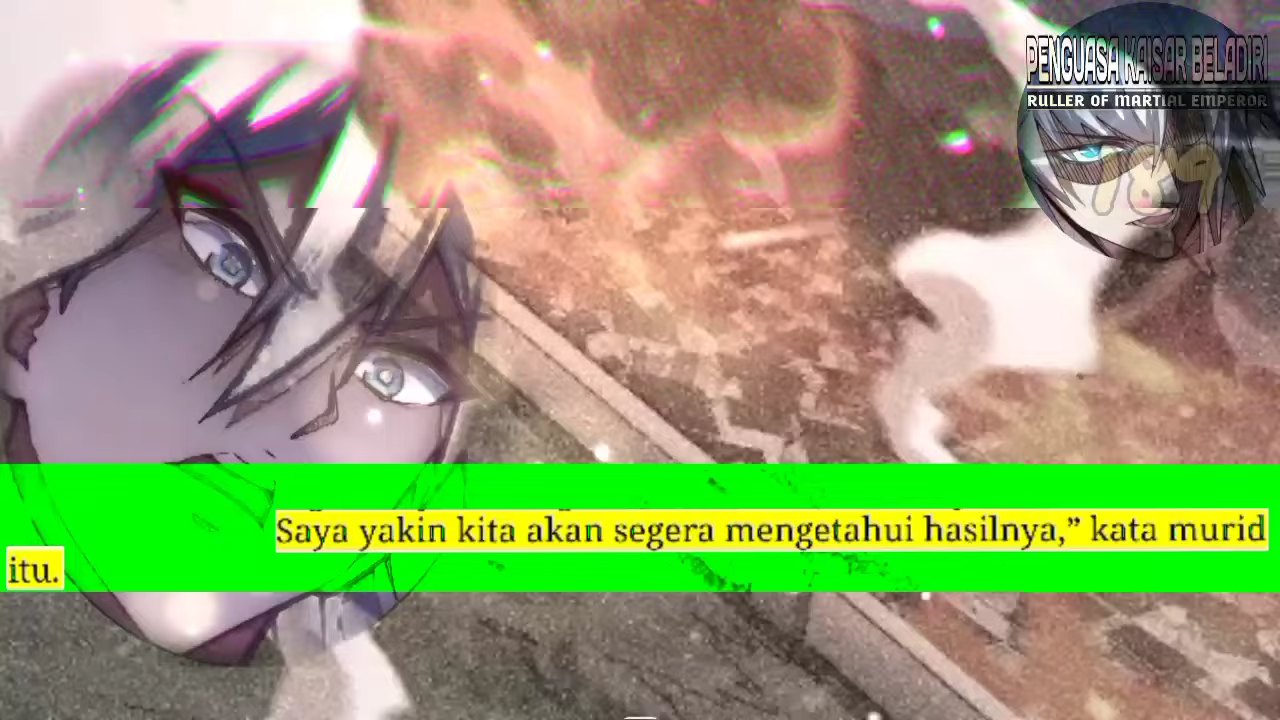 PENGUASA KAISAR BELADIRI
RULLER OF MARTIAL EMPEROR
Saya yakin kita akan segera mengetahui hasilnya,” kata murid
itu.